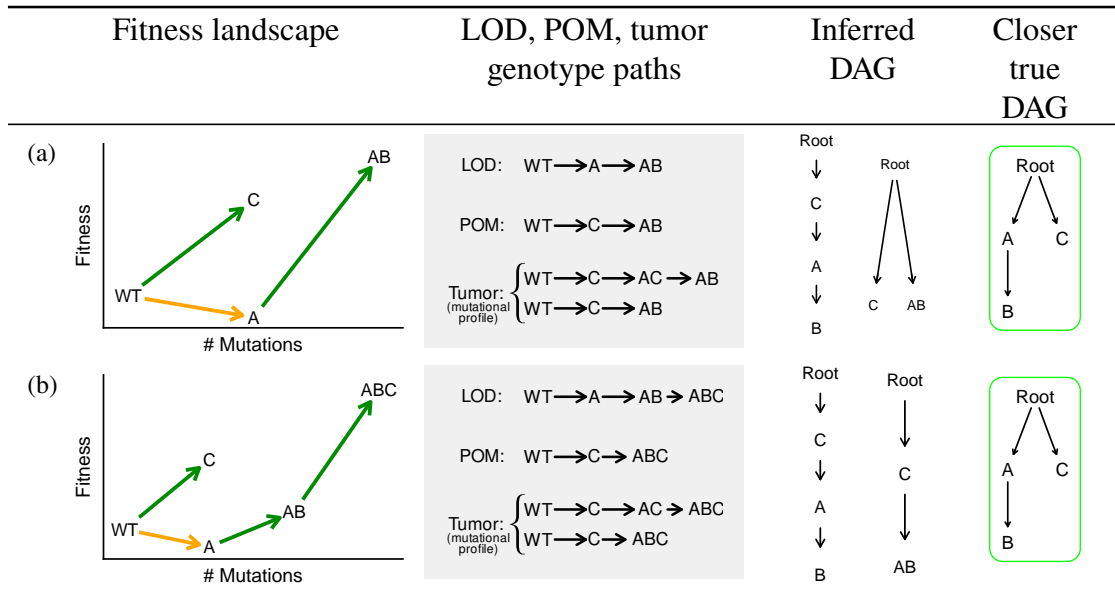 Fitness landscape
LOD, POM, tumor
genotype paths
Inferred
DAG
Closer
true
DAG
(a)
Fitness
WT
C
A
AB
# Mutations
LOD: WT A AB
POM: WT C AB
Tumor: (mutational profile)
WT C AC AB
WT C AB
Root
C
A
B
Root
C AB
Root
A C
B
(b)
Fitness
WT
C
A
AB
ABC
# Mutations
LOD: WT A AB ABC
POM: WT C ABC
Tumor: (mutational profile)
WT C AC ABC
WT C ABC
Root
C
A
B
Root
C
AB
Root
A C
B